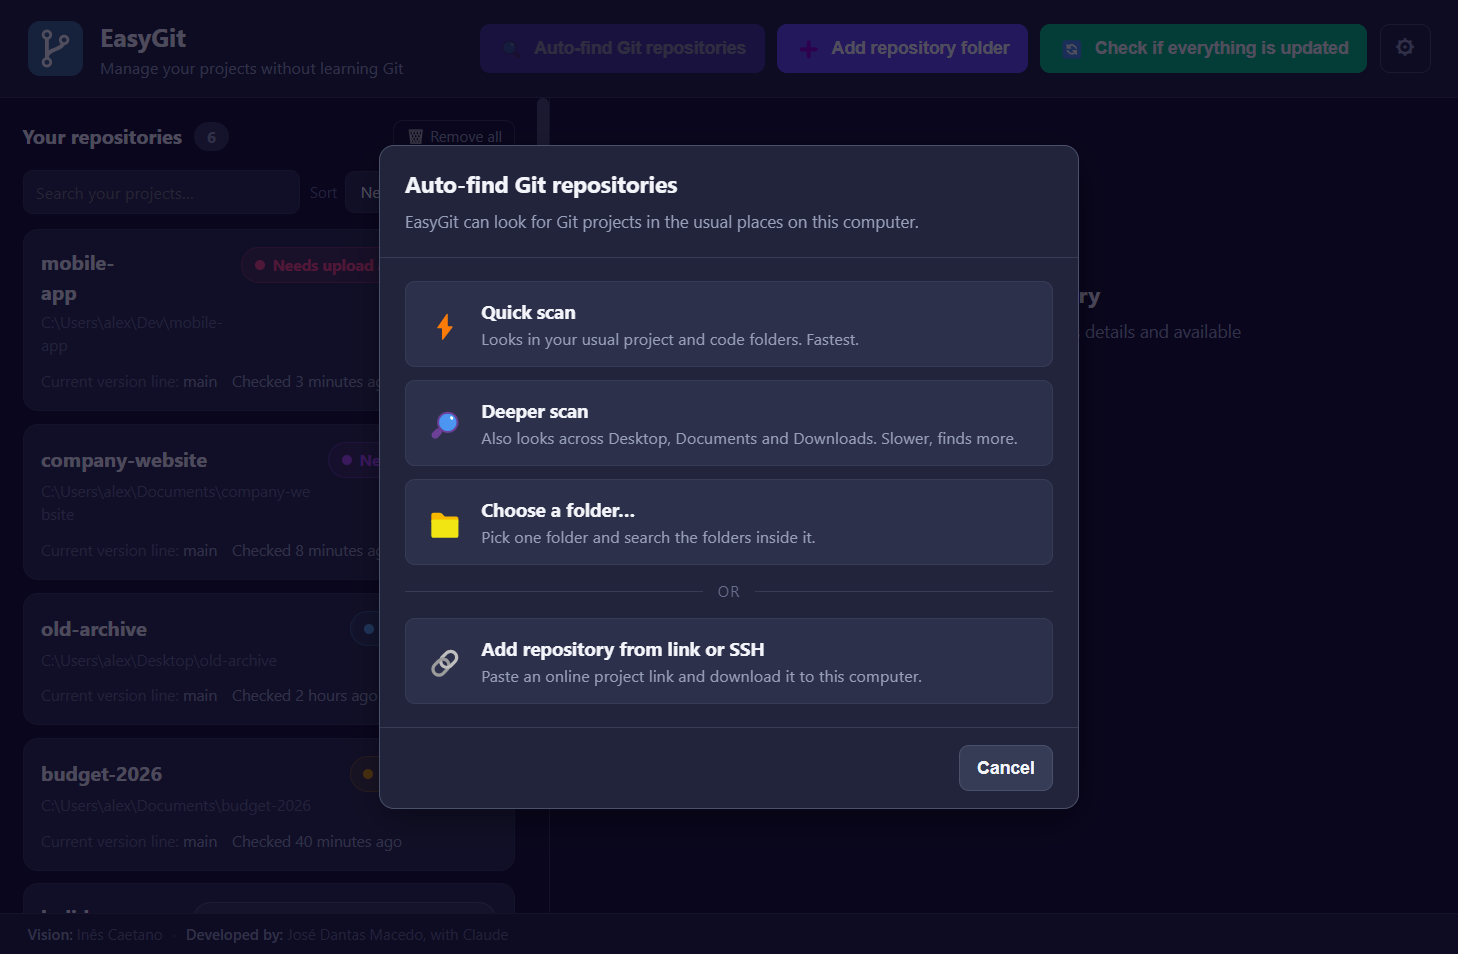 EasyGit
Manage your projects without learning Git
Auto-find Git repositories
Add repository folder
Check if everything is updated
Your repositories 6
Remove all
Search your projects...
Sort
Ne
mobile-
app
Needs upload
C:\Users\alex\Dev\mobile-
app
Current version line: main Checked 3 minutes ag
company-website
Ne
C:\Users\alex\Documents\company-we
bsite
Current version line: main Checked 8 minutes ag
old-archive
C:\Users\alex\Desktop\old-archive
Current version line: main Checked 2 hours ago
budget-2026
C:\Users\alex\Documents\budget-2026
Current version line: main Checked 40 minutes ago
Auto-find Git repositories
EasyGit can look for Git projects in the usual places on this computer.
Quick scan
Looks in your usual project and code folders. Fastest.
Deeper scan
Also looks across Desktop, Documents and Downloads. Slower, finds more.
Choose a folder...
Pick one folder and search the folders inside it.
OR
Add repository from link or SSH
Paste an online project link and download it to this computer.
Cancel
ry
details and available
Vision: Inês Caetano · Developed by: José Dantas Macedo, with Claude